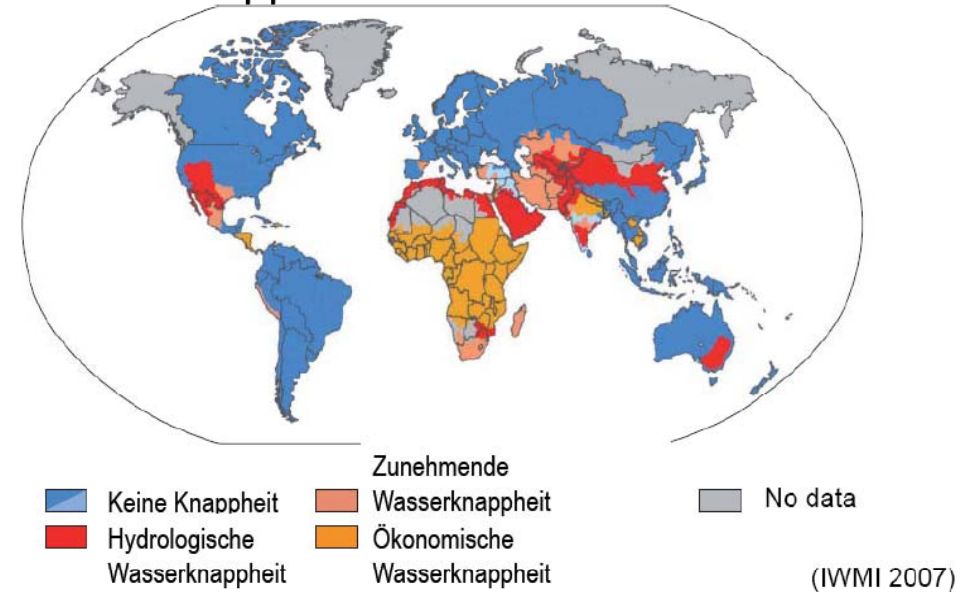 Zunehmende
Keine Knappheit
Wasserknappheit
No data
Hydrologische
Wasserknappheit
Ökonomische
Wasserknappheit
(IWMI 2007)